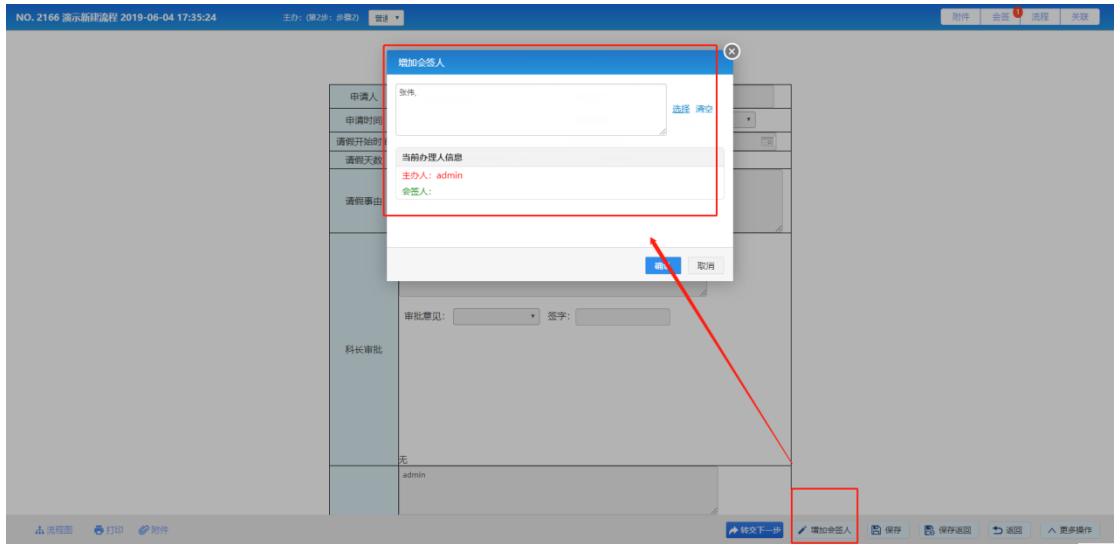 NO. 2166 演示新建流程 2019-06-04 17:35:24 主办: (第2步: 步骤2) 普通 附件 会签 1 流程 关联
增加会签人
申请人 张伟,
选择 清空
申请时间
请假开始时
请假天数 当前办理人信息
主办人: admin
请假事由 会签人:
取消
审批意见: 签字:
科长审批
无
admin
流程图 打印 附件 转交下一步 增加会签人 保存 保存返回 返回 更多操作